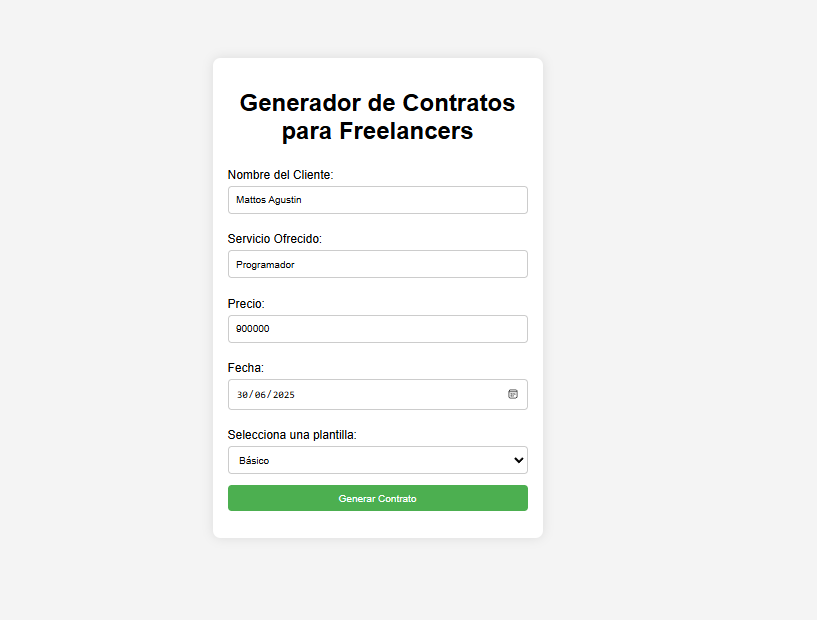 Generador de Contratos
para Freelancers
Nombre del Cliente:
Mattos Agustin
Servicio Ofrecido:
Programador
Precio:
900000
Fecha:
30/06/2025
Selecciona una plantilla:
Básico
Generar Contrato